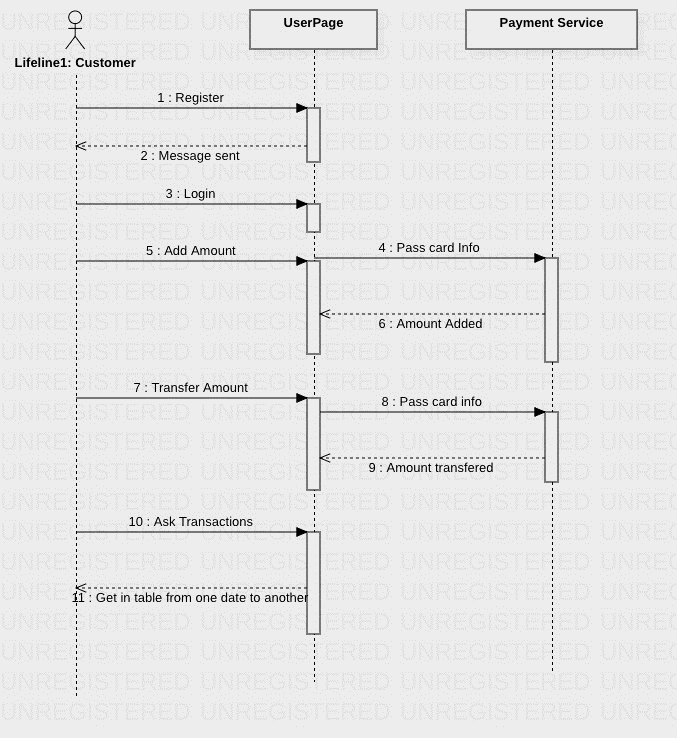 UserPage
Payment Service
Lifeline1: Customer
1 : Register
2 : Message sent
3 : Login
4 : Pass card Info
5 : Add Amount
6 : Amount Added
7 : Transfer Amount
8 : Pass card info
9 : Amount transfered
10 : Ask Transactions
11 : Get in table from one date to another
UNREGISTERED